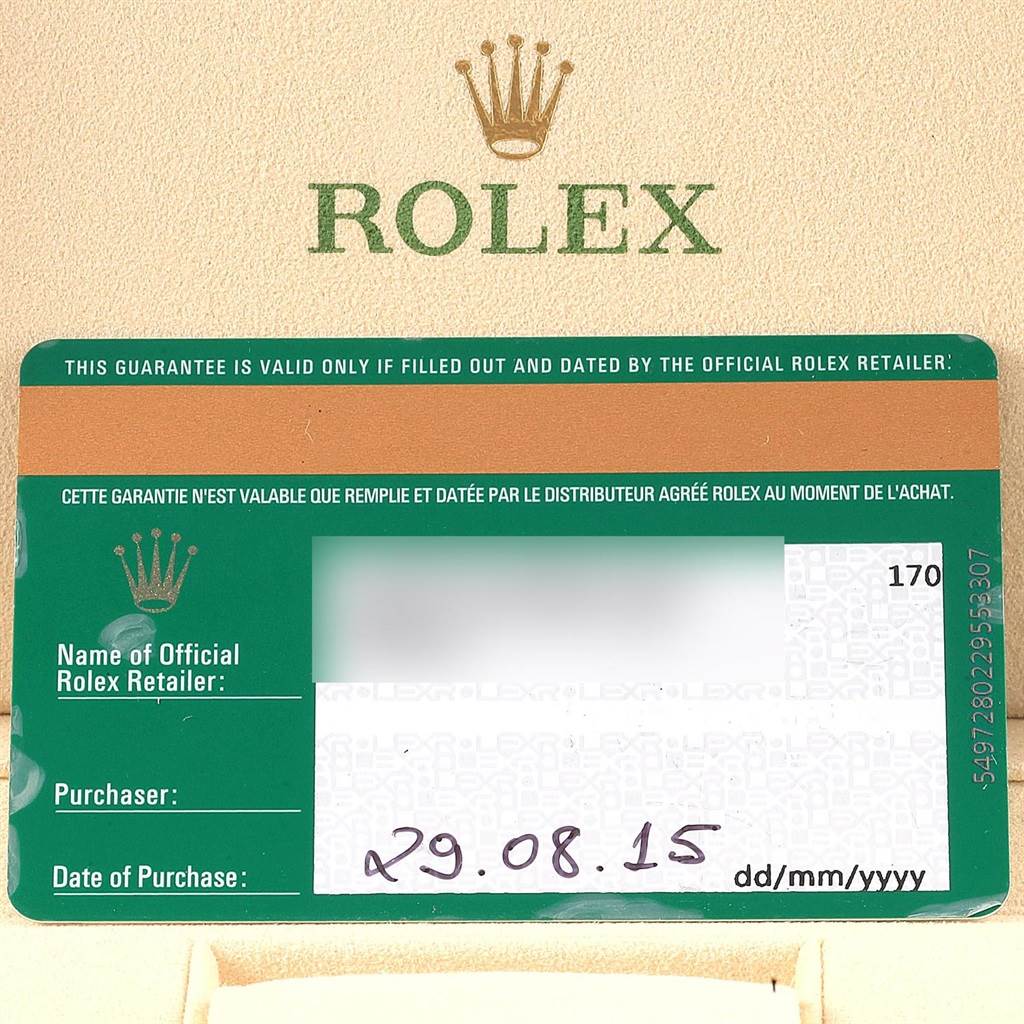 ROLEX
THIS GUARANTEE IS VALID ONLY IF FILLED OUT AND DATED BY THE OFFICIAL ROLEX RETAILER.
CETTE GARANTIE N'EST VALABLE QUE REMPLIE ET DATÉE PAR LE DISTRIBUTEUR AGRÉÉ ROLEX AU MOMENT DE L'ACHAT.
170
5497280229553307
Name of Official
Rolex Retailer:
Purchaser:
Date of Purchase:
29.08.15
dd/mm/yyyy